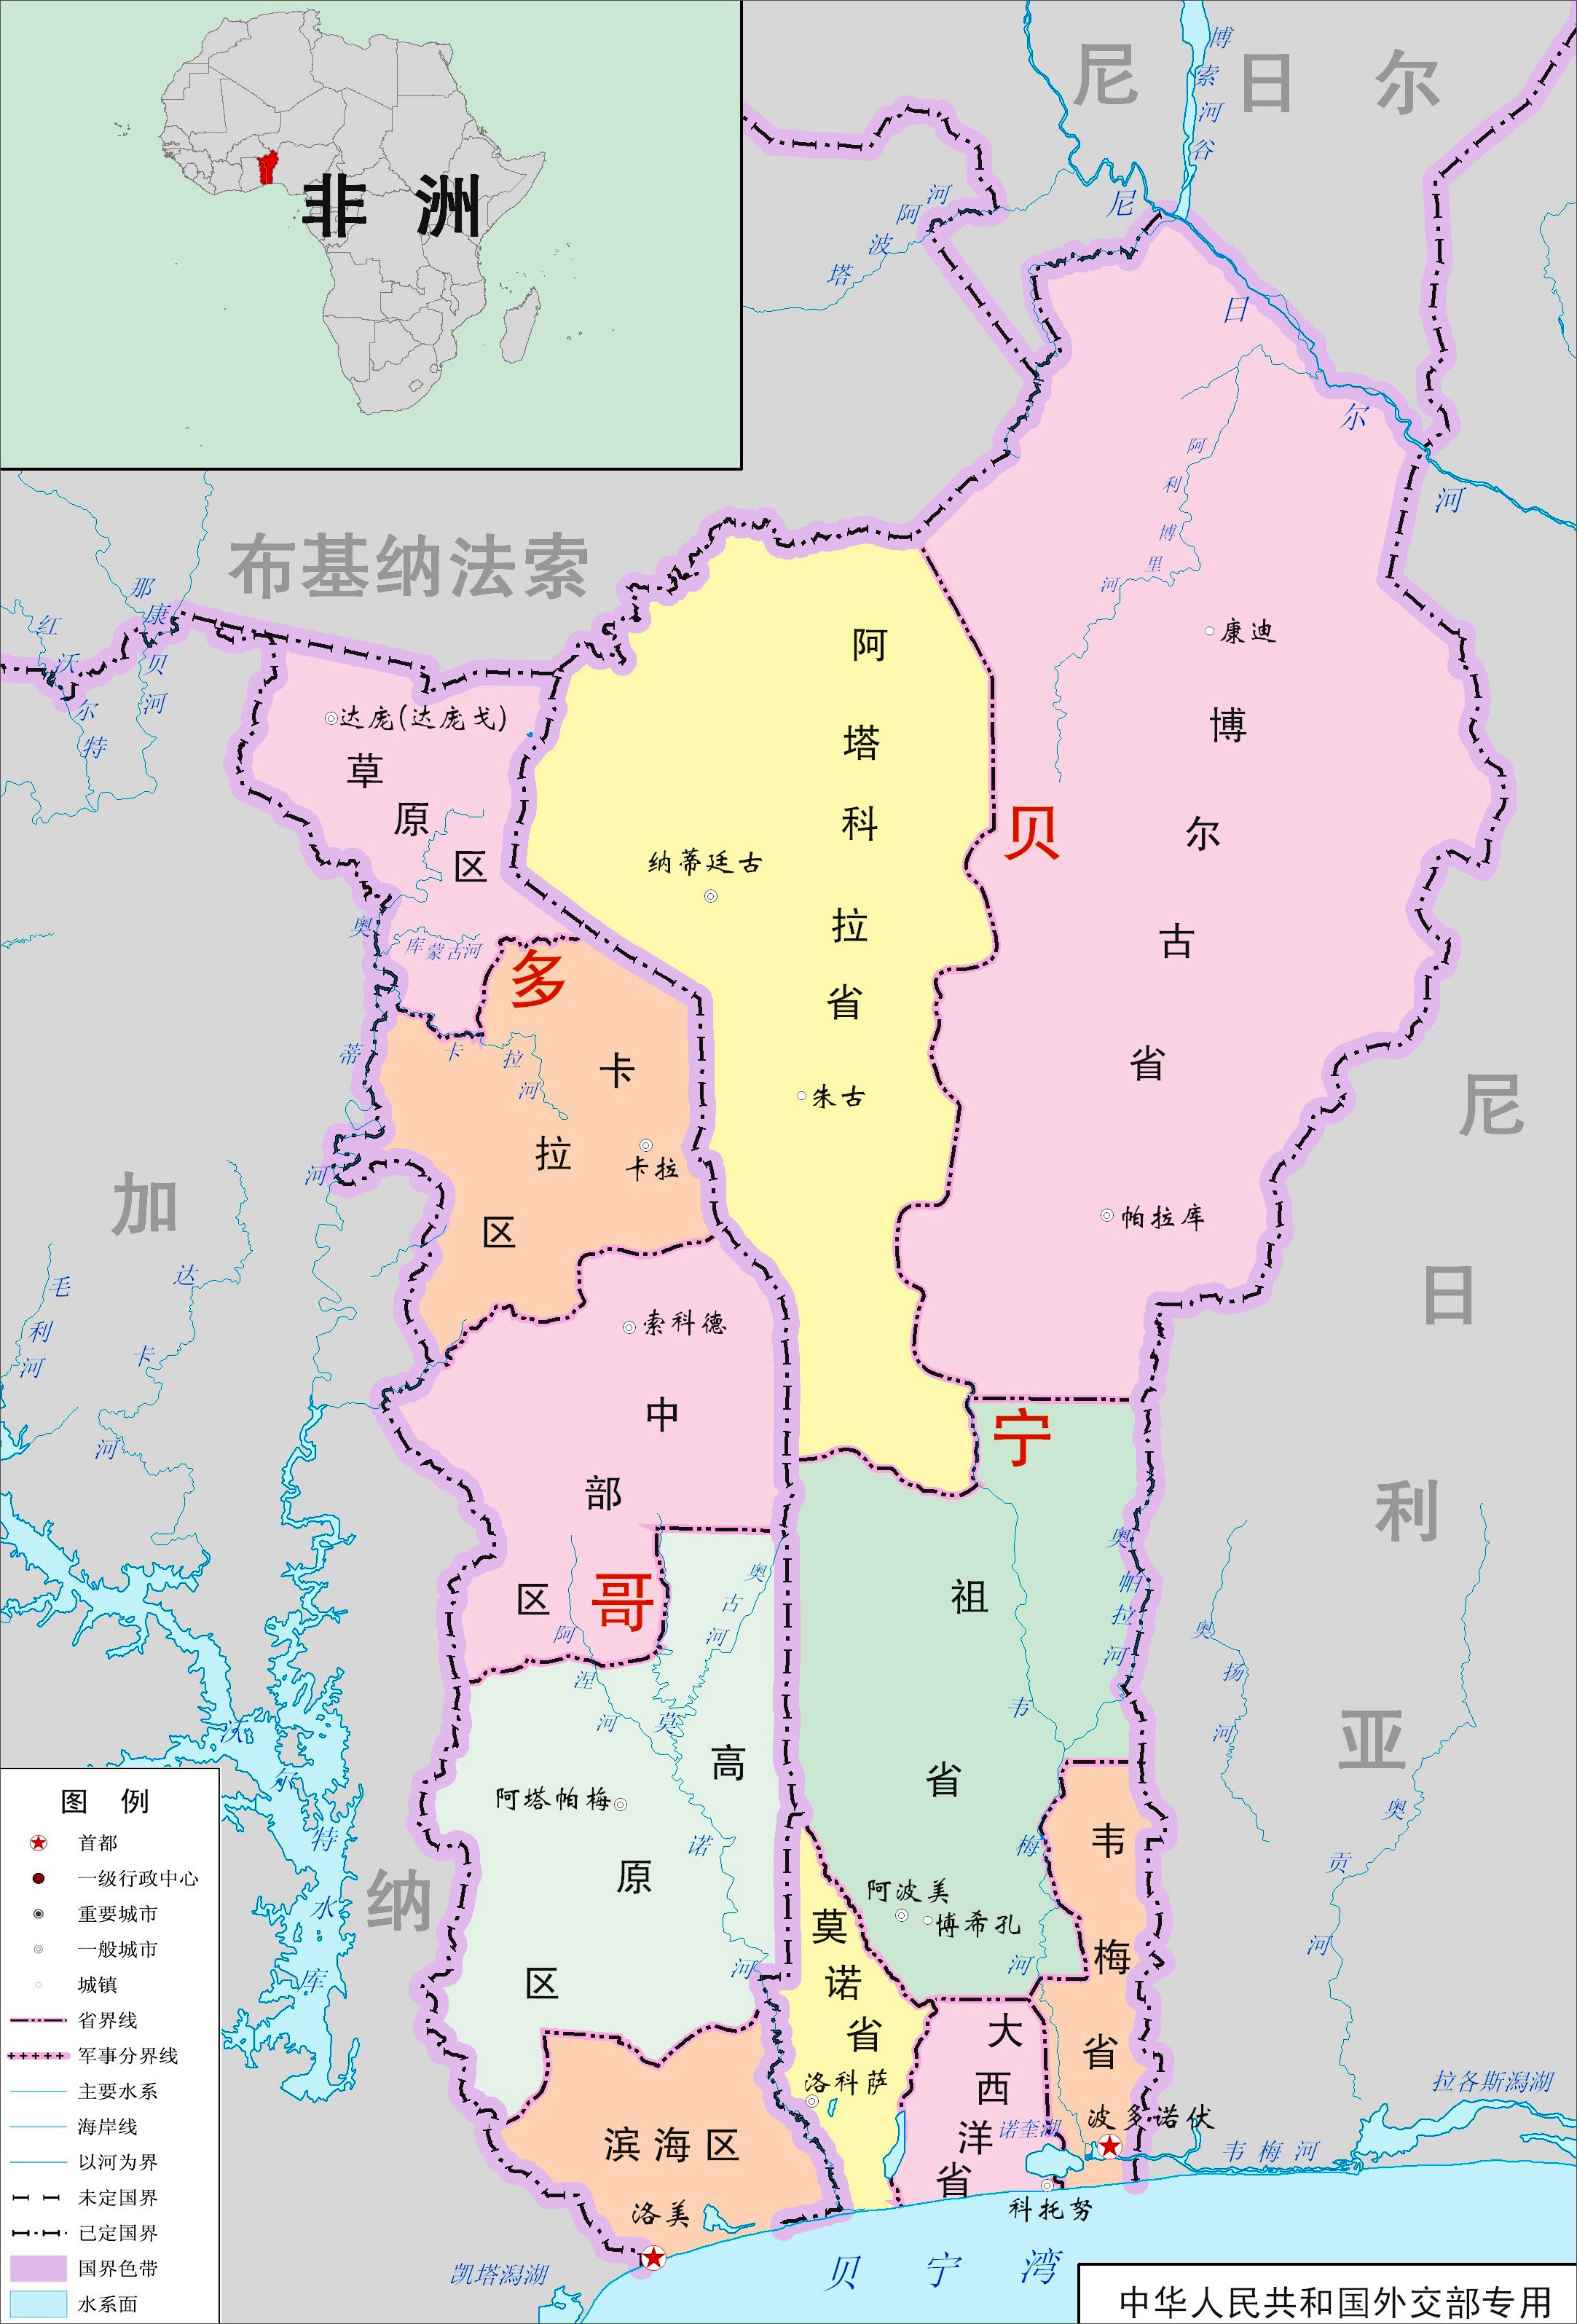 非洲
尼日尔
博索河谷
塔波阿河
尼日尔河
布基纳法索
那康贝河
红沃尔特
阿利博里河
康迪
博尔古省
阿塔科拉省
纳蒂廷古
朱古
帕拉库
贝宁
达庞(达庞戈)
草原区
库蒙古河
奥蒂河
多哥
卡拉河
卡拉区
卡拉
索科德
中部区
加纳
达卡河
毛利河
尼日利亚
阿涅河
奥古河
莫诺河
高原区
阿塔帕梅
祖省
奥帕拉河
韦梅河
奥扬河
奥贡河
阿波美
博希孔
韦梅省
莫诺省
洛科萨
大西洋省
诺奎湖
波多诺伏
科托努
韦梅河
拉各斯潟湖
滨海区
洛美
凯塔潟湖
贝宁湾
沃尔特水库
图例
首都
一级行政中心
重要城市
一般城市
城镇
省界线
军事分界线
主要水系
海岸线
以河为界
未定国界
已定国界
国界色带
水系面
中华人民共和国外交部专用